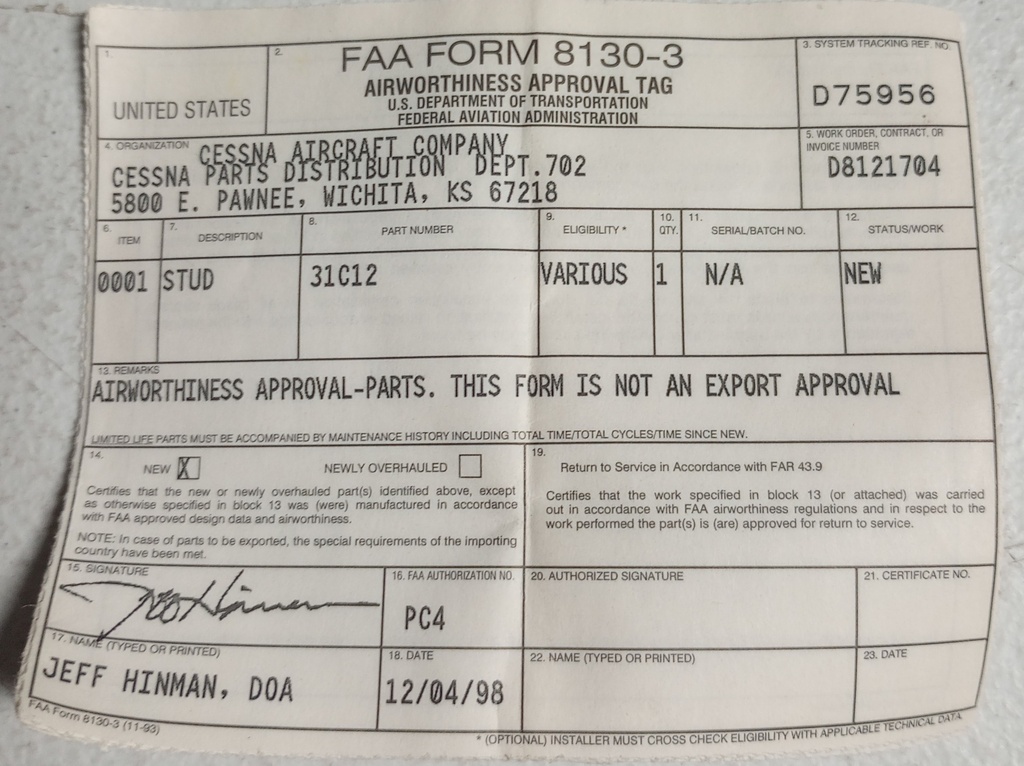 1.
UNITED STATES
2.
FAA FORM 8130-3
AIRWORTHINESS APPROVAL TAG
U.S. DEPARTMENT OF TRANSPORTATION
FEDERAL AVIATION ADMINISTRATION
3. SYSTEM TRACKING REF. NO.
D75956
4. ORGANIZATION
CESSNA AIRCRAFT COMPANY
CESSNA PARTS DISTRIBUTION DEPT.702
5800 E. PAWNEE, WICHITA, KS 67218
5. WORK ORDER, CONTRACT, OR
INVOICE NUMBER
D8121704
6. ITEM 7. DESCRIPTION 8. PART NUMBER 9. ELIGIBILITY * 10. QTY. 11. SERIAL/BATCH NO. 12. STATUS/WORK
0001 STUD 31C12 VARIOUS 1 N/A NEW
13. REMARKS
AIRWORTHINESS APPROVAL-PARTS. THIS FORM IS NOT AN EXPORT APPROVAL
LIMITED LIFE PARTS MUST BE ACCOMPANIED BY MAINTENANCE HISTORY INCLUDING TOTAL TIME/TOTAL CYCLES/TIME SINCE NEW.
14.
NEW X NEWLY OVERHAULED
Certifies that the new or newly overhauled part(s) identified above, except
as otherwise specified in block 13 was (were) manufactured in accordance
with FAA approved design data and airworthiness.
NOTE: In case of parts to be exported, the special requirements of the importing
country have been met.
19.
Return to Service in Accordance with FAR 43.9
Certifies that the work specified in block 13 (or attached) was carried
out in accordance with FAA airworthiness regulations and in respect to the
work performed the part(s) is (are) approved for return to service.
15. SIGNATURE
Jeff Hinman
16. FAA AUTHORIZATION NO.
PC4
20. AUTHORIZED SIGNATURE
21. CERTIFICATE NO.
17. NAME (TYPED OR PRINTED)
JEFF HINMAN, DOA
18. DATE
12/04/98
22. NAME (TYPED OR PRINTED)
23. DATE
FAA Form 8130-3 (11-93)
* (OPTIONAL) INSTALLER MUST CROSS CHECK ELIGIBILITY WITH APPLICABLE TECHNICAL DATA